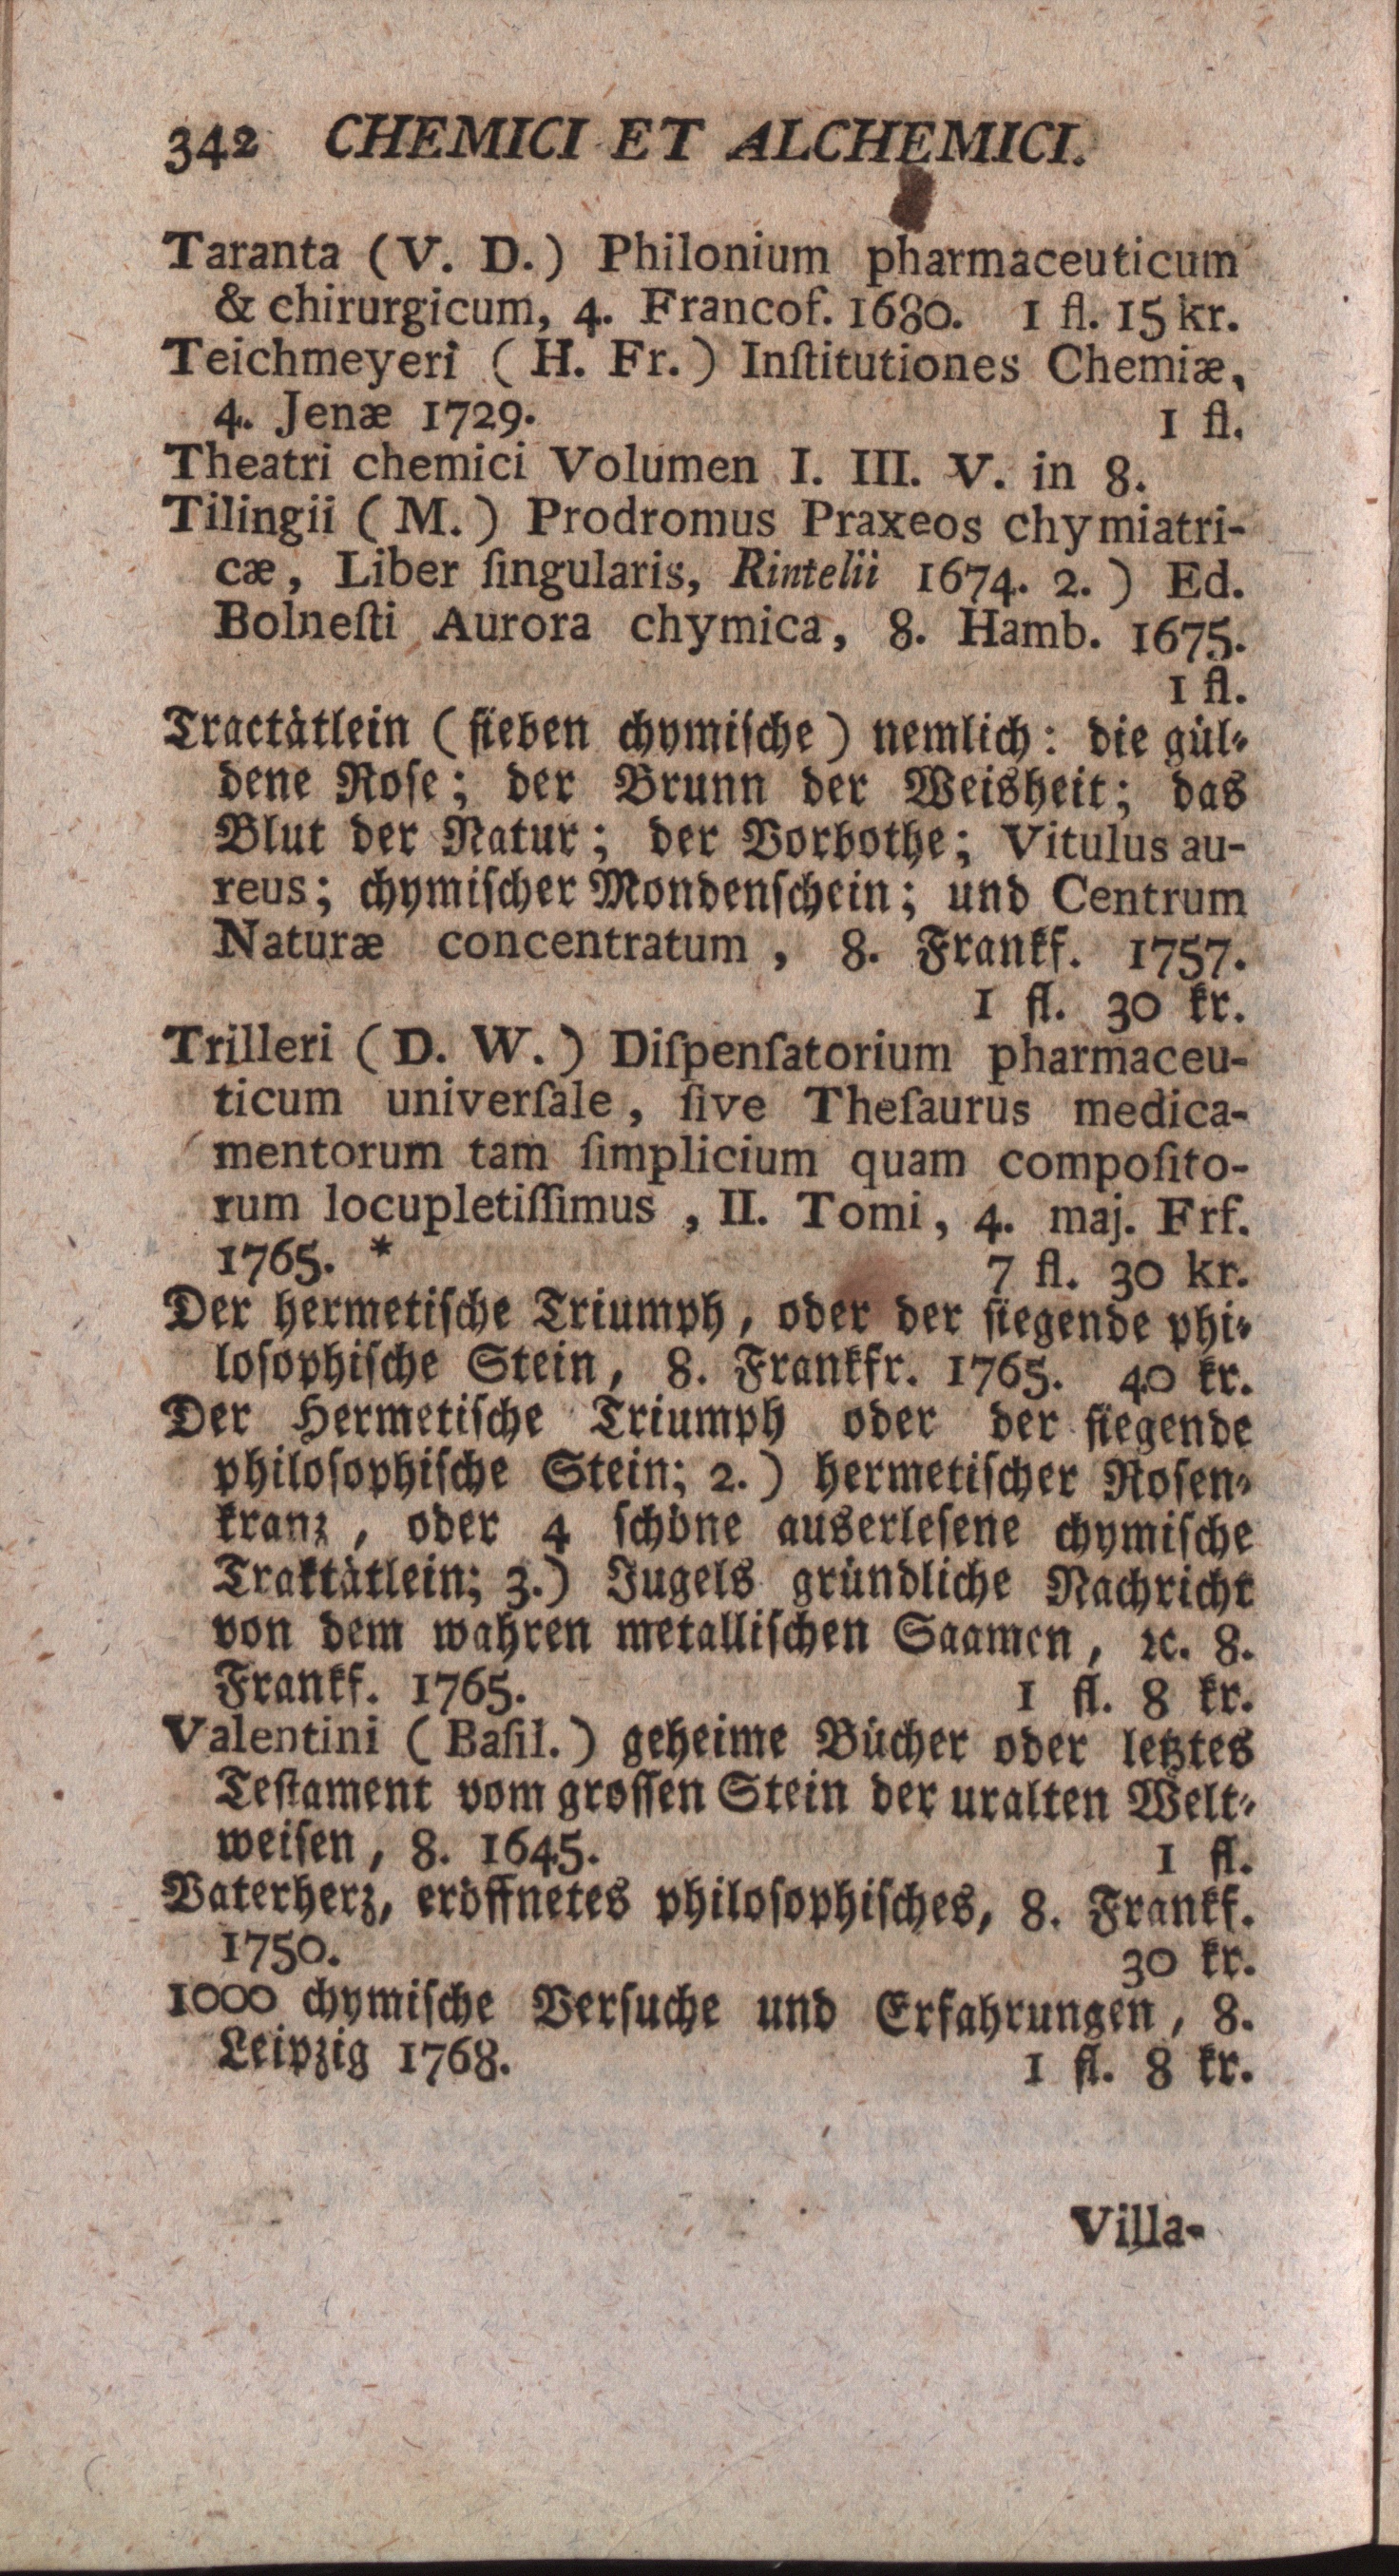 342 CHEMICI ET ALCHEMICI.
Taranta (V. D.) Philonium pharmaceuticum
& chirurgicum, 4. Francof. 1680. 1 fl. 15 kr.
Teichmeyeri (H. Fr.) Inſtitutiones Chemiæ,
4. Jenæ 1729. 1 fl.
Theatri chemici Volumen I. III. V. in 8.
Tilingii (M.) Prodromus Praxeos chymiatri-
cæ, Liber ſingularis, Rintelii 1674. 2.) Ed.
Bolneſti Aurora chymica, 8. Hamb. 1675.
1 fl.
Tractätlein (ſieben chymiſche) nemlich: die gül-
dene Roſe; der Brunn der Weisheit; das
Blut der Natur; der Vorbothe; Vitulus au-
reus; chymiſcher Mondenſchein; und Centrum
Naturæ concentratum, 8. Frankf. 1757.
1 fl. 30 kr.
Trilleri (D. W.) Diſpenſatorium pharmaceu-
ticum univerſale, ſive Theſaurus medica-
mentorum tam ſimplicium quam compoſito-
rum locupletiſſimus, II. Tomi, 4. maj. Frf.
1765. * 7 fl. 30 kr.
Der hermetiſche Triumph, oder der ſiegende phi-
loſophiſche Stein, 8. Frankfr. 1765. 40 kr.
Der Hermetiſche Triumph oder der ſiegende
philoſophiſche Stein; 2.) hermetiſcher Roſen-
kranz, oder 4 ſchöne auserleſene chymiſche
Traktätlein; 3.) Jugels gründliche Nachricht
von dem wahren metalliſchen Saamen, ꝛc. 8.
Frankf. 1765. 1 fl. 8 kr.
Valentini (Baſil.) geheime Bücher oder letztes
Teſtament vom groſſen Stein der uralten Welt-
weiſen, 8. 1645. 1 fl.
Vaterherz, eröffnetes philoſophiſches, 8. Frankf.
1750. 30 kr.
1000 chymiſche Verſuche und Erfahrungen, 8.
Leipzig 1768. 1 fl. 8 kr.
Villa-